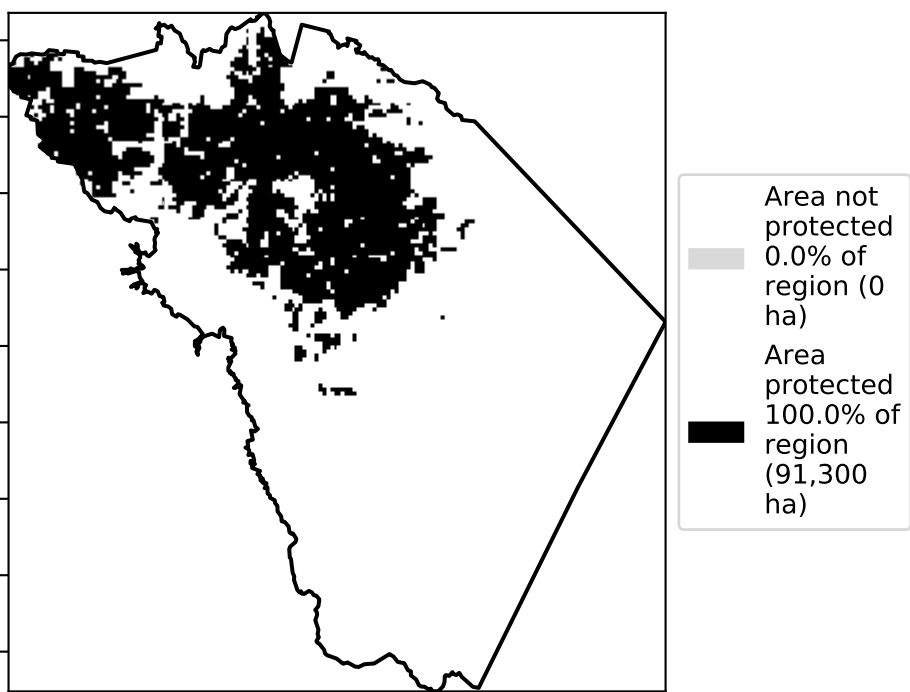 Area not
protected
0.0% of
region (0
ha)
Area
protected
100.0% of
region
(91,300
ha)